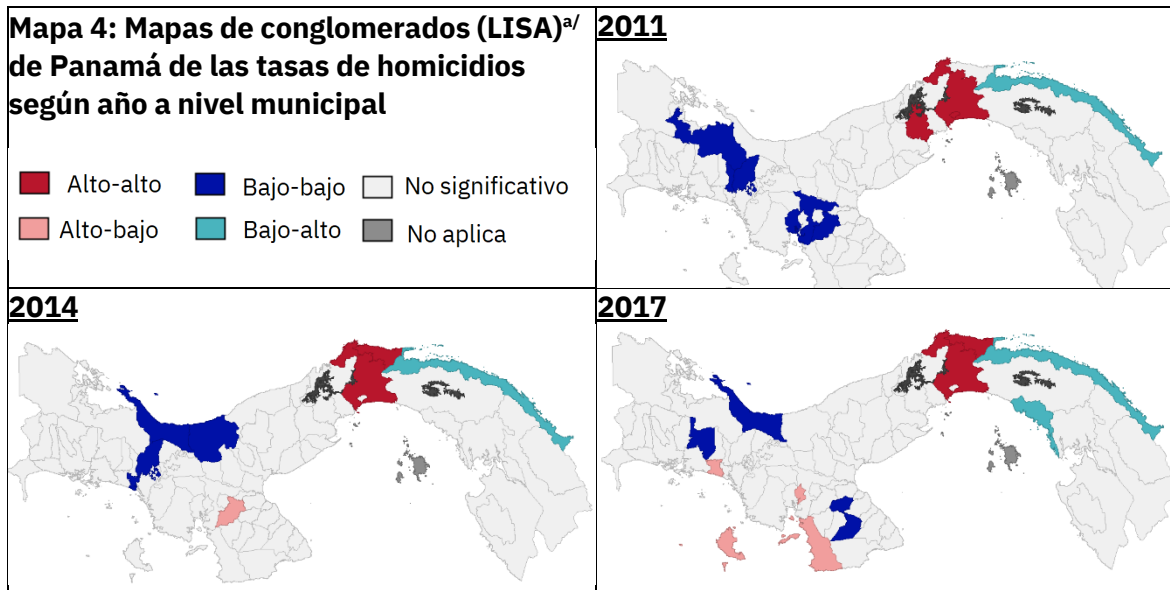 Mapa 4: Mapas de conglomerados (LISA)a/
de Panamá de las tasas de homicidios
según año a nivel municipal
Alto-alto
Bajo-bajo
No significativo
Alto-bajo
Bajo-alto
No aplica
2011
2014
2017